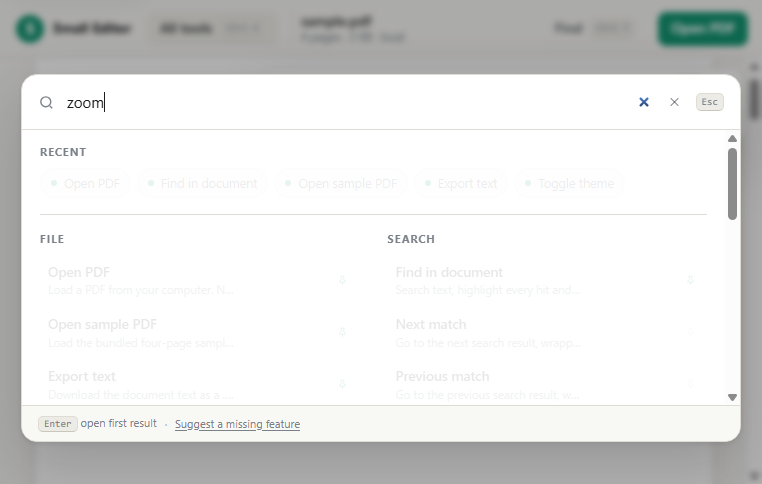 Small Editor All tools sample.pdf Find Open PDF
zoom Esc
RECENT
Open PDF Find in document Open sample PDF Export text Toggle theme
FILE SEARCH
Open PDF Find in document
Load a PDF from your computer. N... Search text, highlight every hit and...
Open sample PDF Next match
Load the bundled four-page sampl... Go to the next search result, wrapp...
Export text Previous match
Download the document text as a .... Go to the previous search result, w...
Enter open first result · Suggest a missing feature